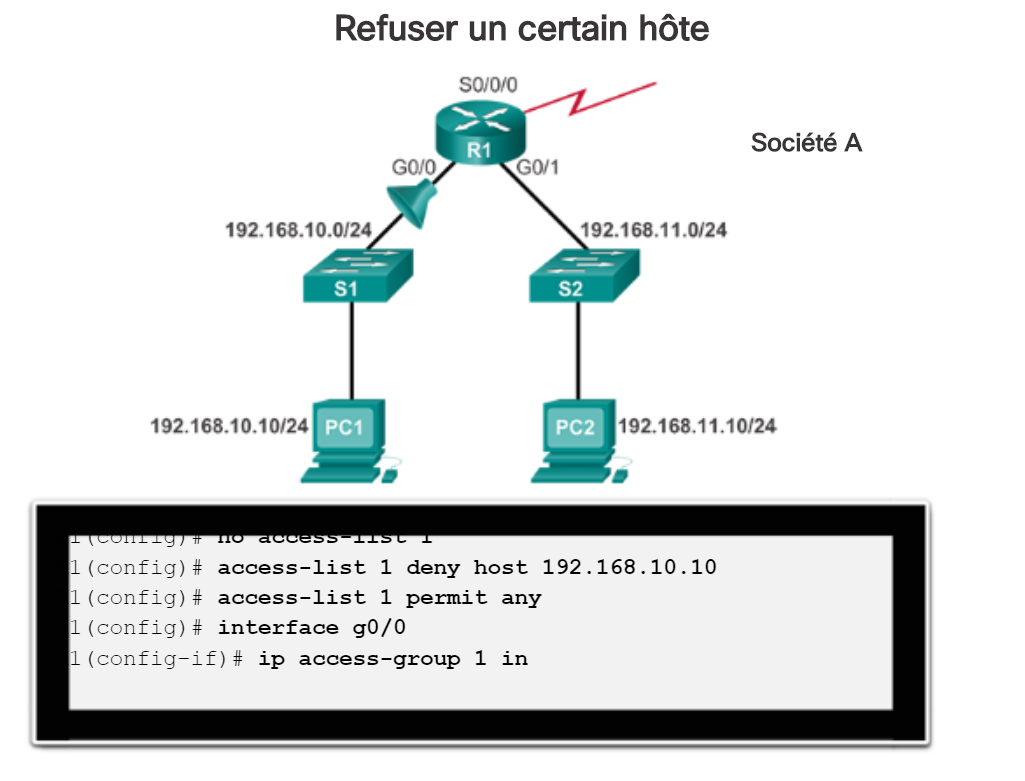 Refuser un certain hôte
S0/0/0
Société A
R1
G0/0
G0/1
192.168.10.0/24
192.168.11.0/24
S1
S2
192.168.10.10/24
PC1
PC2
192.168.11.10/24
1(config)# no access-list 1
1(config)# access-list 1 deny host 192.168.10.10
1(config)# access-list 1 permit any
1(config)# interface g0/0
1(config-if)# ip access-group 1 in